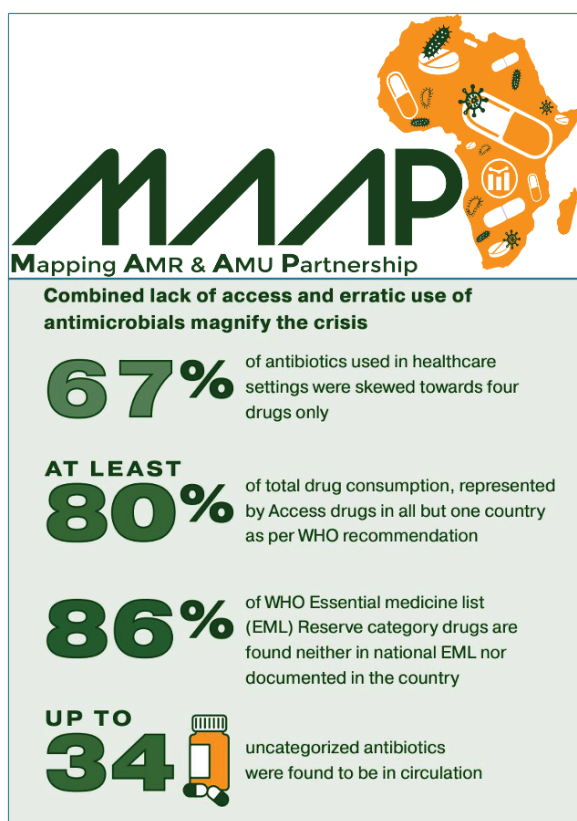 MAAP
Mapping AMR & AMU Partnership
Combined lack of access and erratic use of
antimicrobials magnify the crisis
67%
of antibiotics used in healthcare
settings were skewed towards four
drugs only
AT LEAST
80%
of total drug consumption, represented
by Access drugs in all but one country
as per WHO recommendation
86%
of WHO Essential medicine list
(EML) Reserve category drugs are
found neither in national EML nor
documented in the country
UP TO
34
uncategorized antibiotics
were found to be in circulation